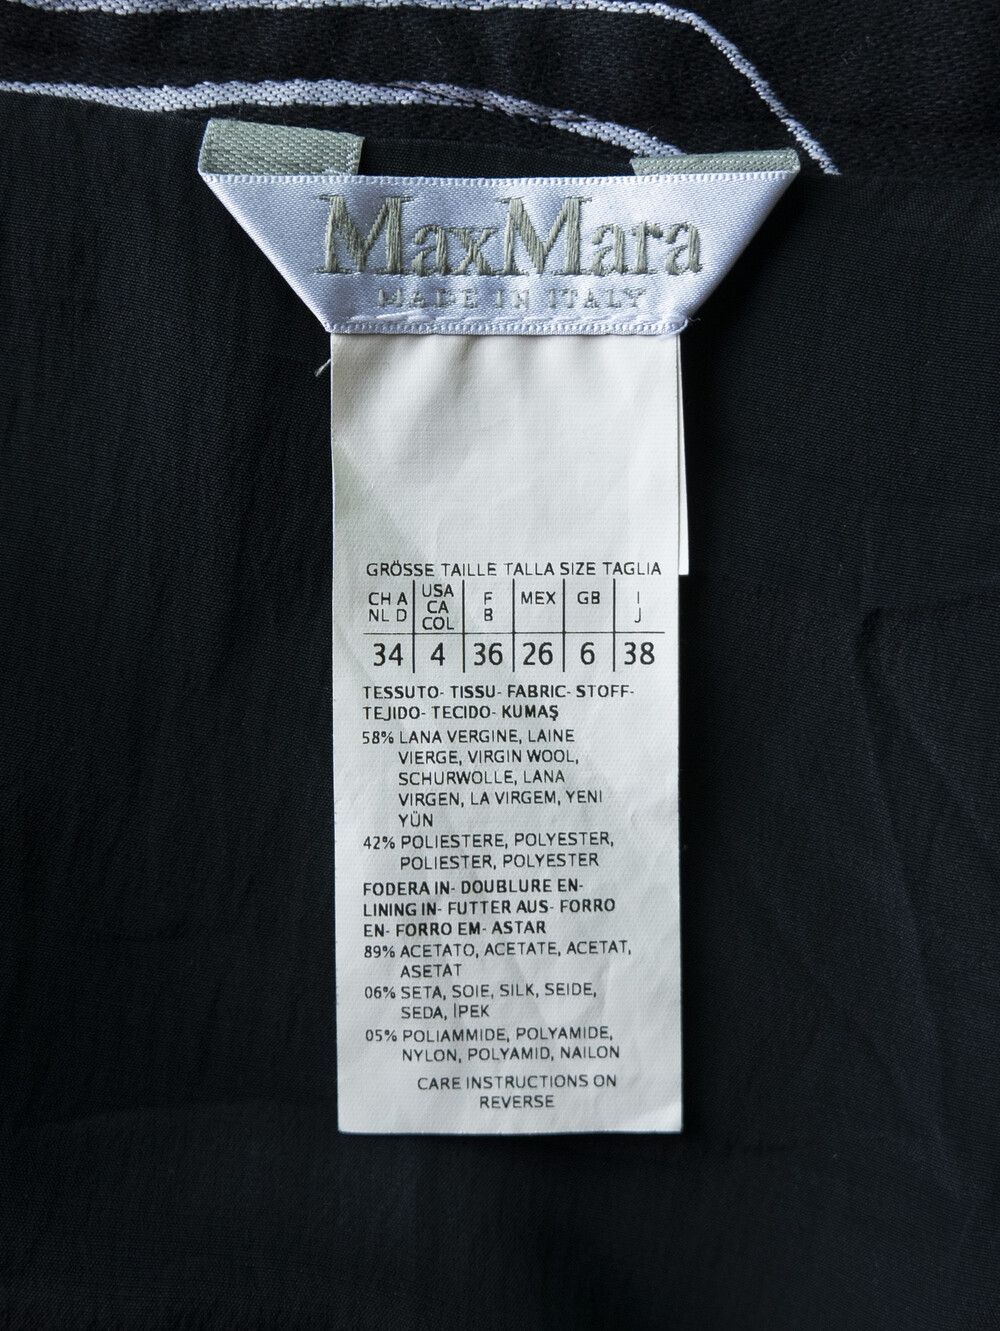 MaxMara
MADE IN ITALY
GRÖSSE TAILLE TALLA SIZE TAGLIA
CH A NL D | USA CA COL | F B | MEX | GB | I J
34 | 4 | 36 | 26 | 6 | 38
TESSUTO- TISSU- FABRIC- STOFF-
TEJIDO- TECIDO- KUMAŞ
58% LANA VERGINE, LAINE
VIERGE, VIRGIN WOOL,
SCHURWOLLE, LANA
VIRGEN, LA VIRGEM, YENI
YÜN
42% POLIESTERE, POLYESTER,
POLIESTER, POLYESTER
FODERA IN- DOUBLURE EN-
LINING IN- FUTTER AUS- FORRO
EN- FORRO EM- ASTAR
89% ACETATO, ACETATE, ACETAT,
ASETAT
06% SETA, SOIE, SILK, SEIDE,
SEDA, İPEK
05% POLIAMMIDE, POLYAMIDE,
NYLON, POLYAMID, NAILON
CARE INSTRUCTIONS ON
REVERSE